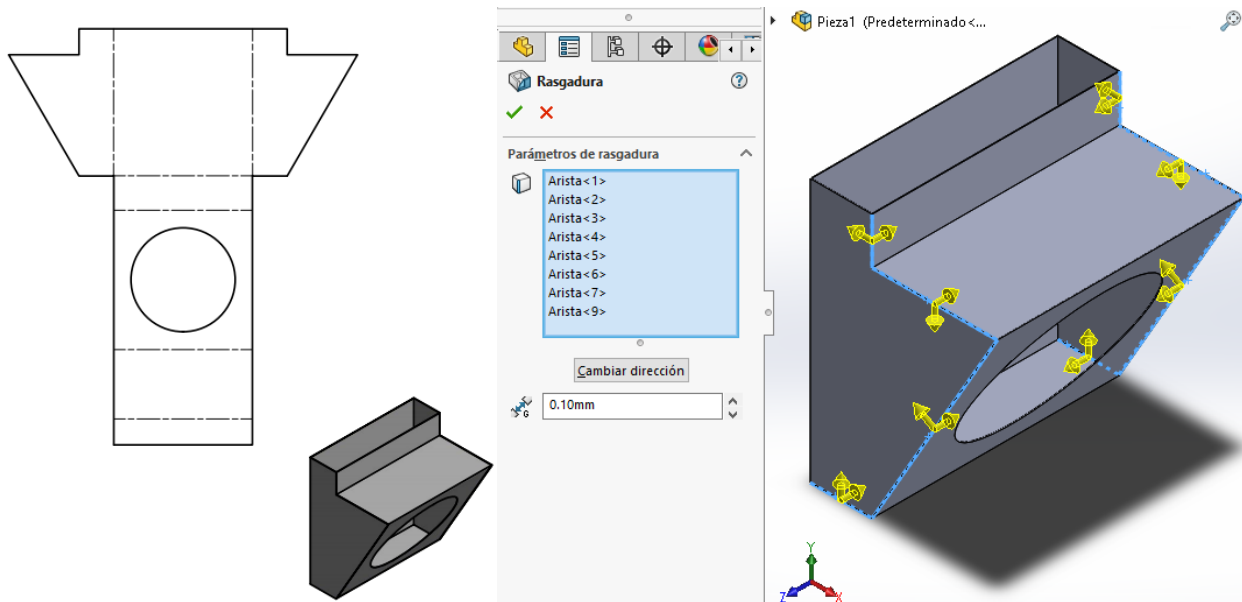 Pieza1 (Predeterminado<...
Rasgadura
Parámetros de rasgadura
Arista<1>
Arista<2>
Arista<3>
Arista<4>
Arista<5>
Arista<6>
Arista<7>
Arista<9>
Cambiar dirección
G
0.10mm
Y
Z
X